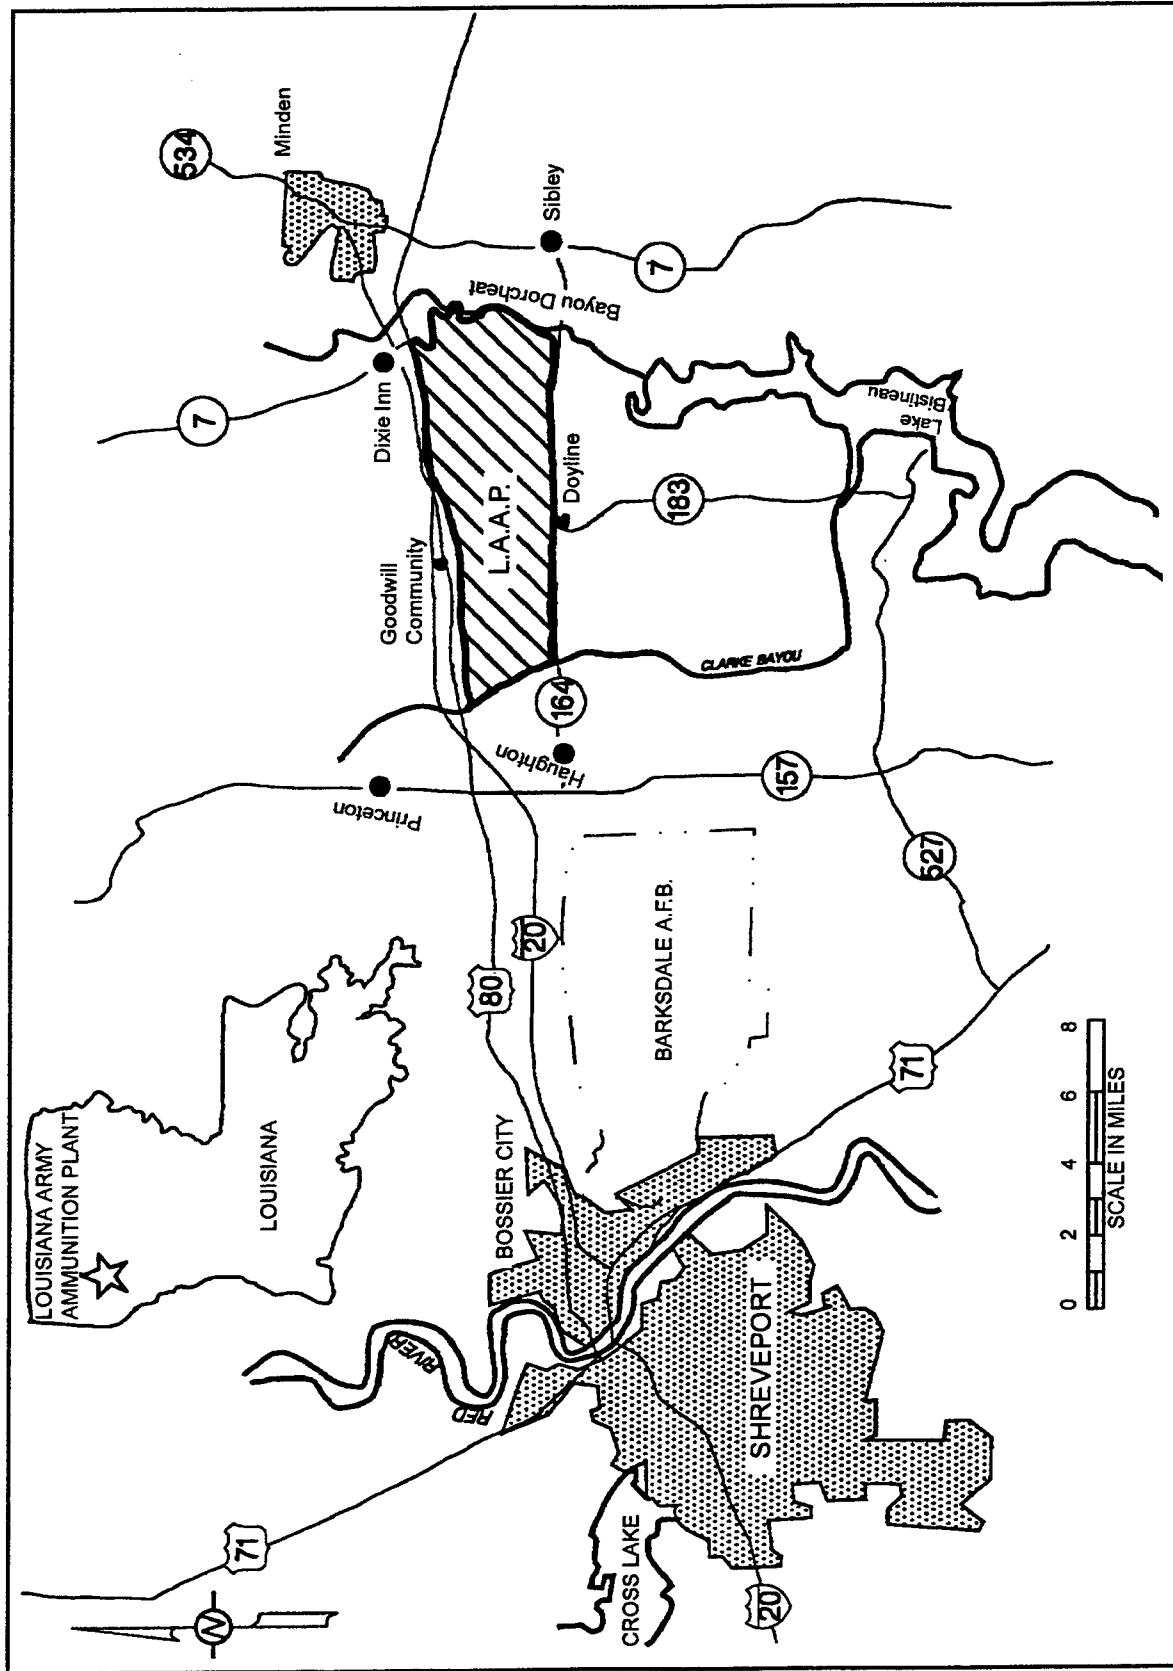 LOUISIANA ARMY
AMMUNITION PLANT
LOUISIANA
N
71
RED
RIVER
BOSSIER CITY
80
20
CROSS LAKE
SHREVEPORT
20
71
BARKSDALE A.F.B.
Princeton
Haughton
164
157
527
CLARKE BAYOU
Goodwill
Community
L.A.A.P.
Doyline
183
Dixie Inn
7
534
Minden
Sibley
7
Bayou Dorcheat
Lake
Bistineau
0 2 4 6 8
SCALE IN MILES